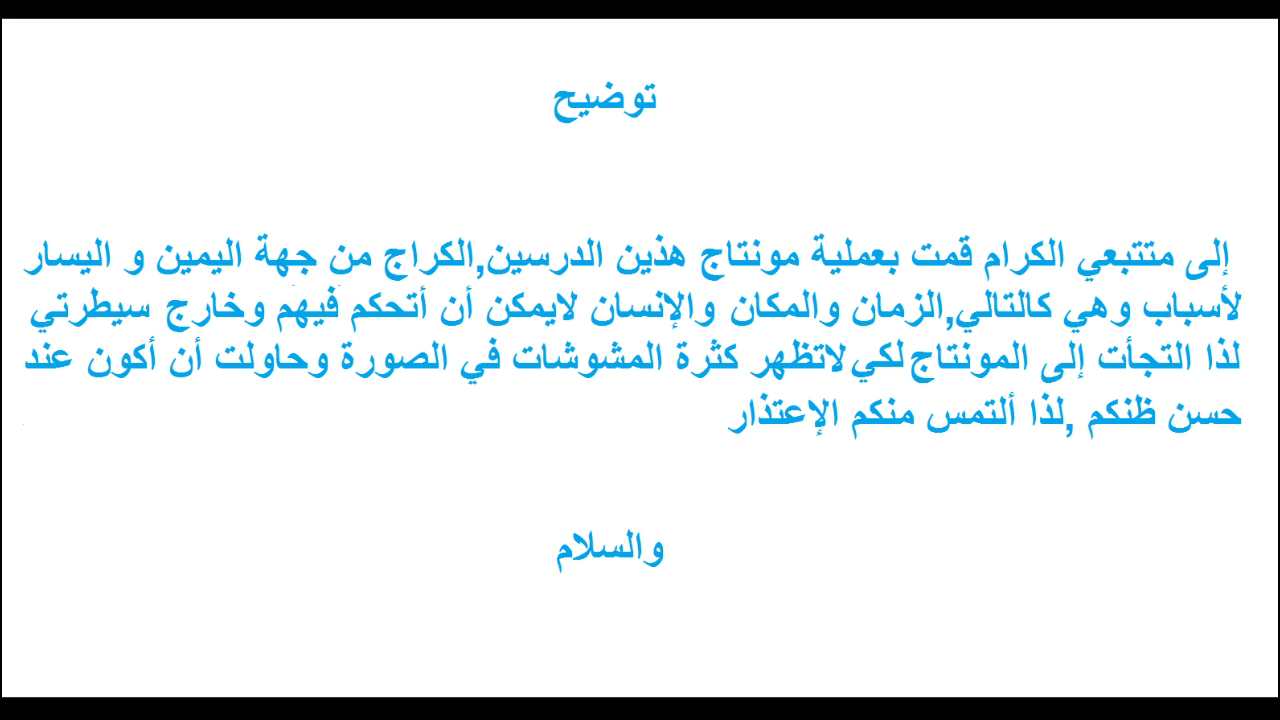 توضيح
إلى متتبعي الكرام قمت بعملية مونتاج هذين الدرسين,الكراج من جهة اليمين و اليسار
لأسباب وهي كالتالي,الزمان والمكان والإنسان لايمكن أن أتحكم فيهم وخارج سيطرتي
لذا التجأت إلى المونتاج لكي لاتظهر كثرة المشوشات في الصورة وحاولت أن أكون عند
حسن ظنكم ,لذا ألتمس منكم الإعتذار
والسلام